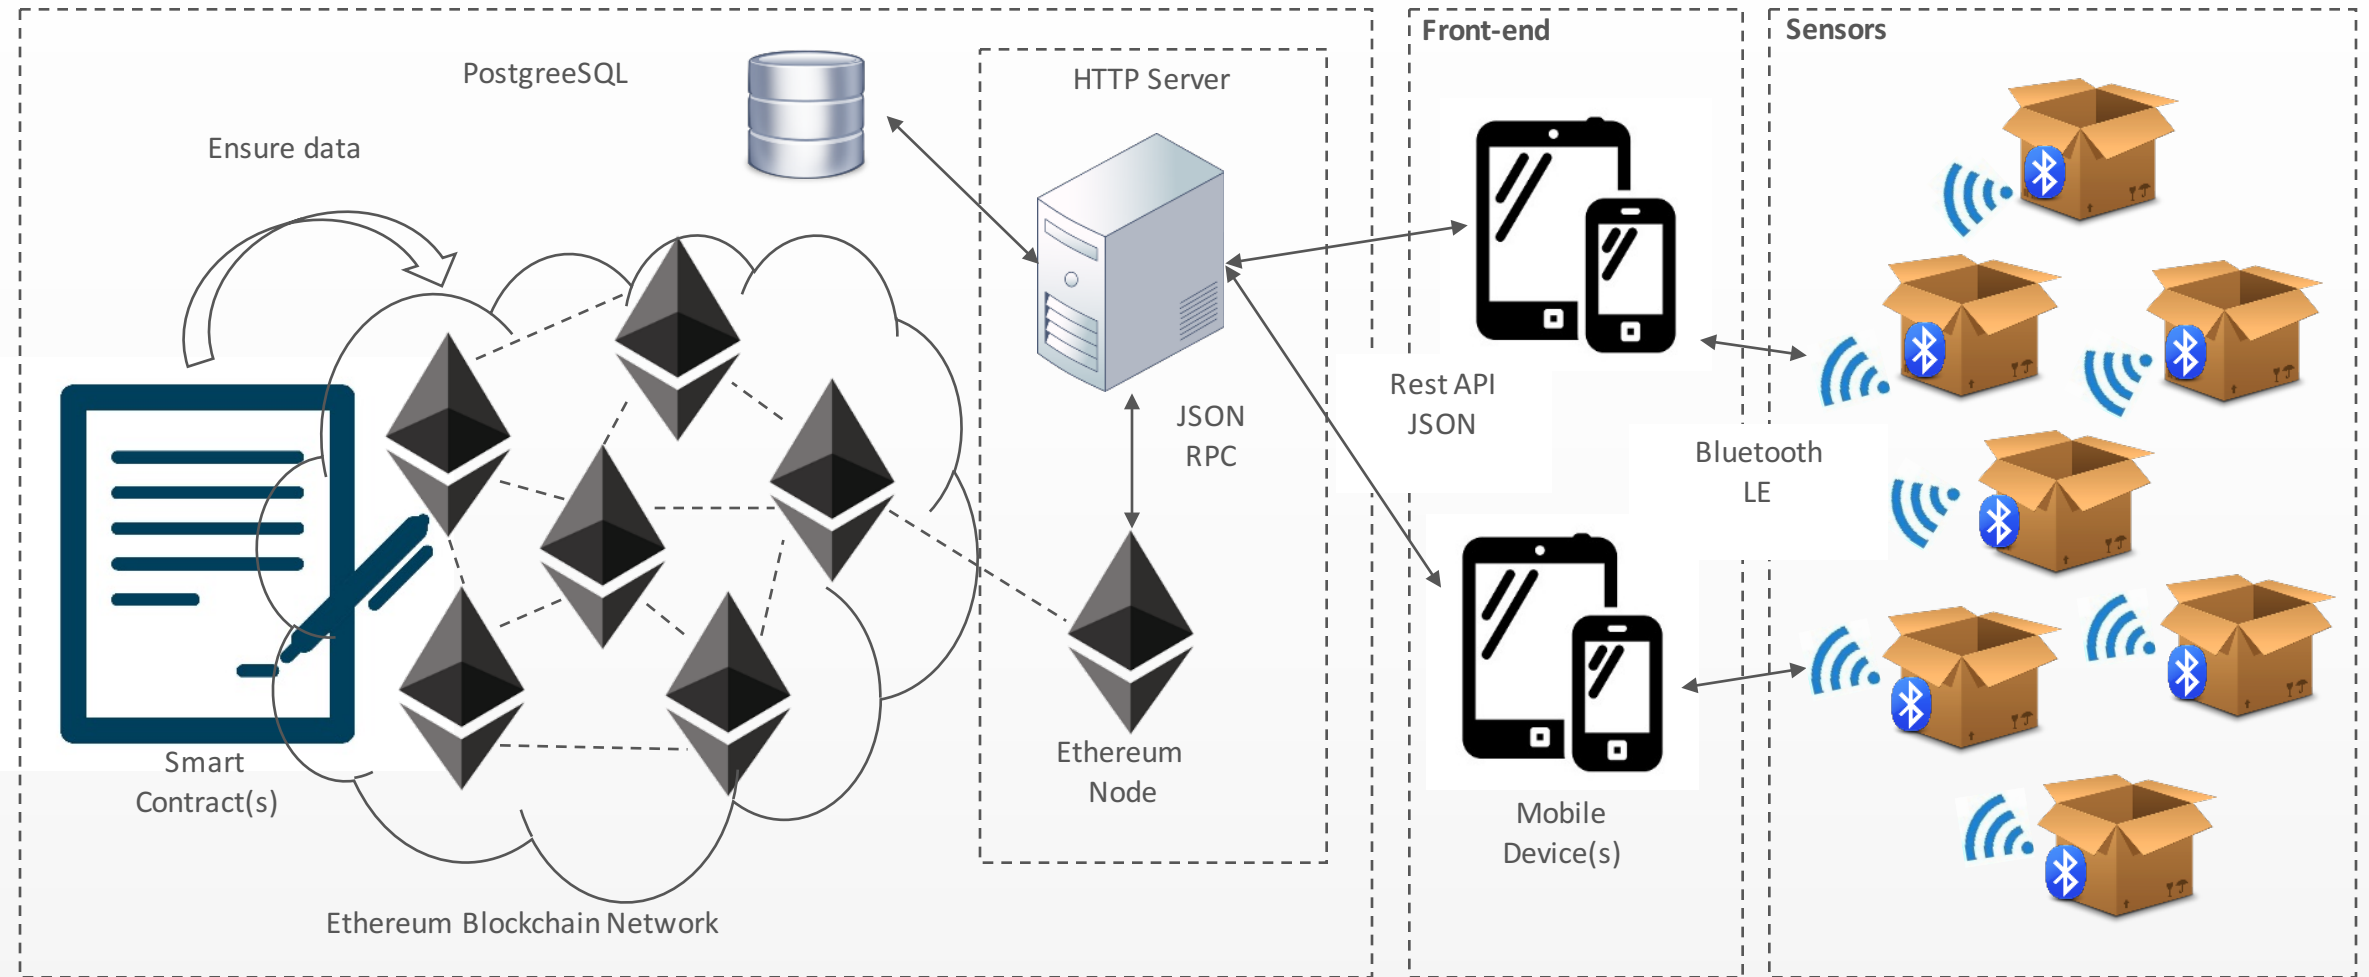 Front-end
Sensors
PostgreeSQL
HTTP Server
Ensure data
Rest API
JSON
JSON
RPC
Bluetooth
LE
Smart
Contract(s)
Ethereum
Node
Mobile
Device(s)
Ethereum Blockchain Network